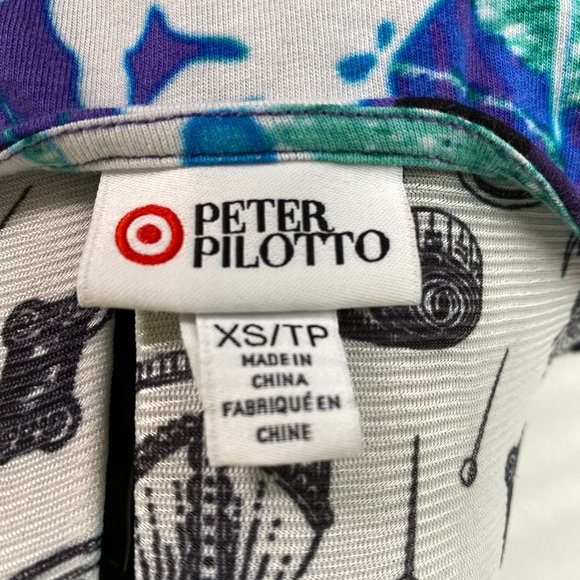 PETER
PILOTTO
XS/TP
MADE IN
CHINA
FABRIQUÉ EN
CHINE